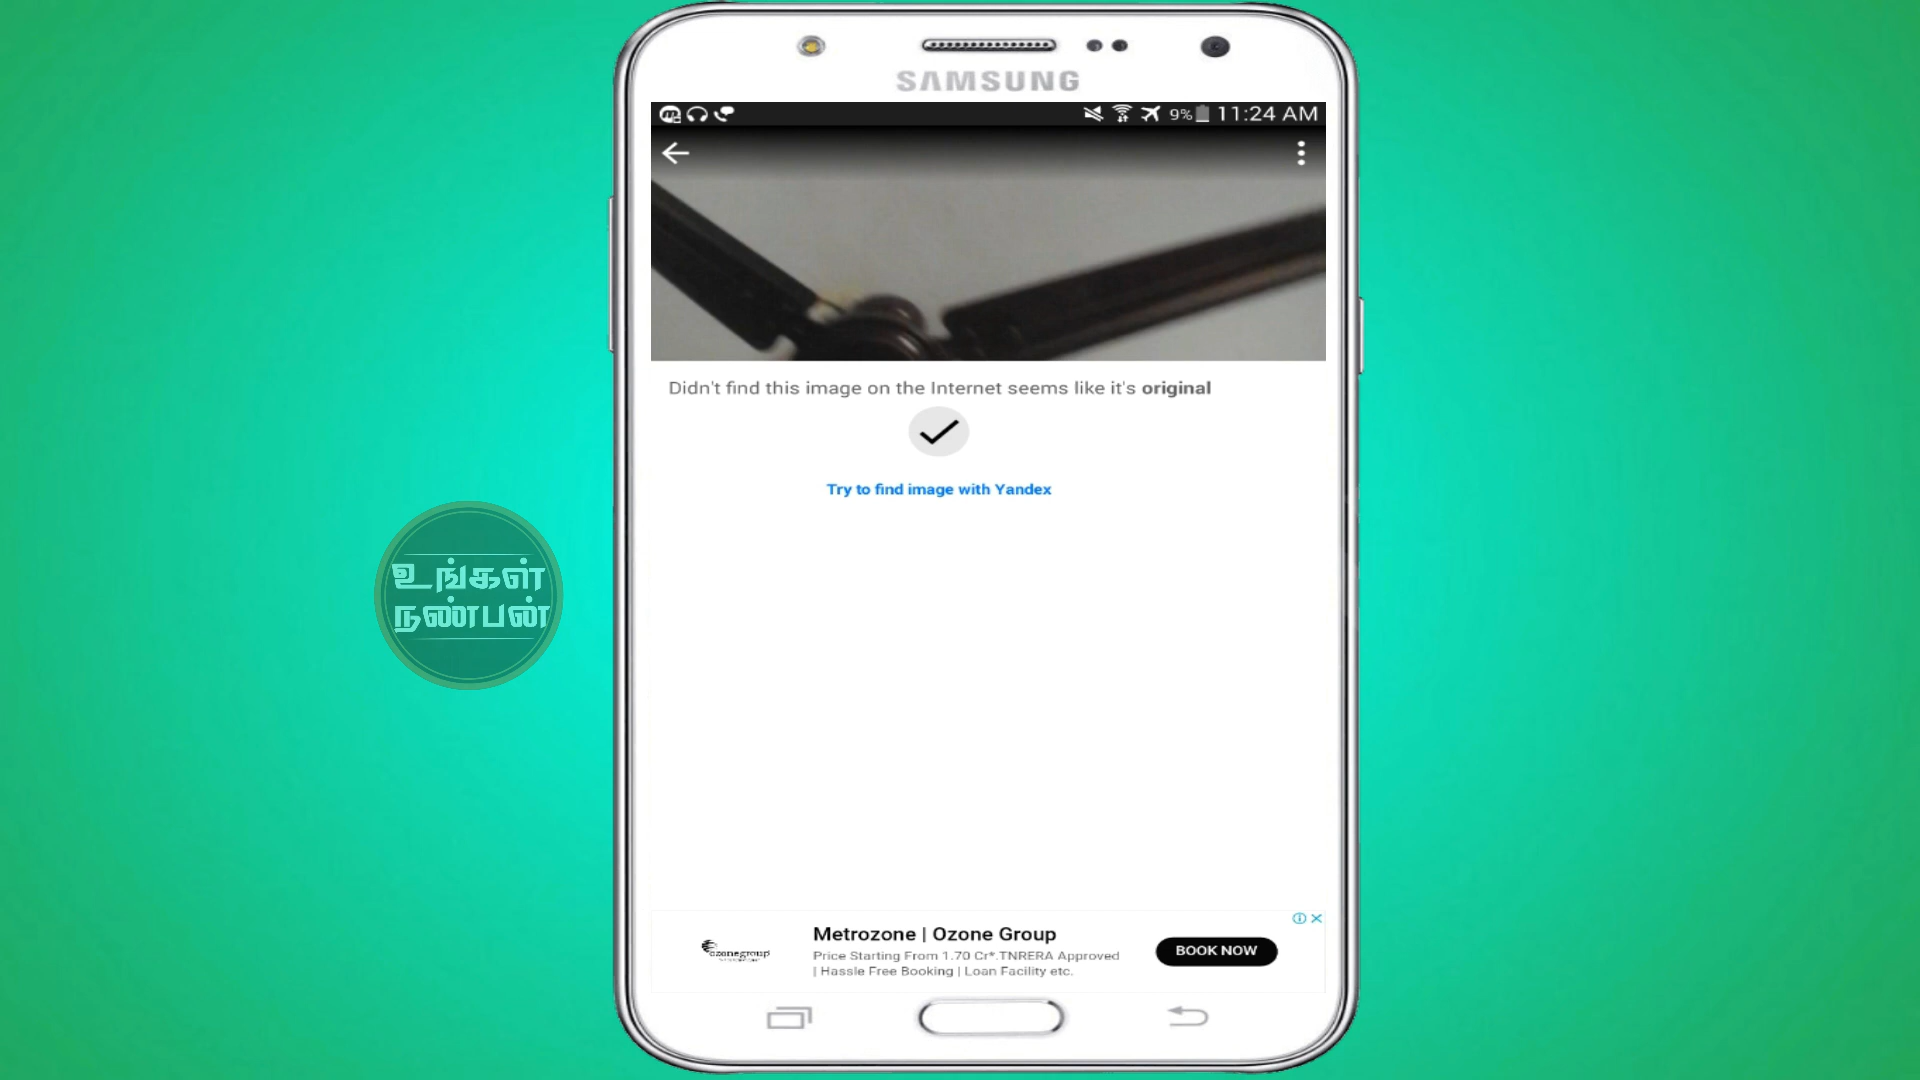 SAMSUNG
9% 11:24 AM
Didn't find this image on the Internet seems like it's original
Try to find image with Yandex
உங்கள்
நண்பன்
Metrozone | Ozone Group
ozonegroup
Price Starting From 1.70 Cr*.TNRERA Approved
| Hassle Free Booking | Loan Facility etc.
BOOK NOW